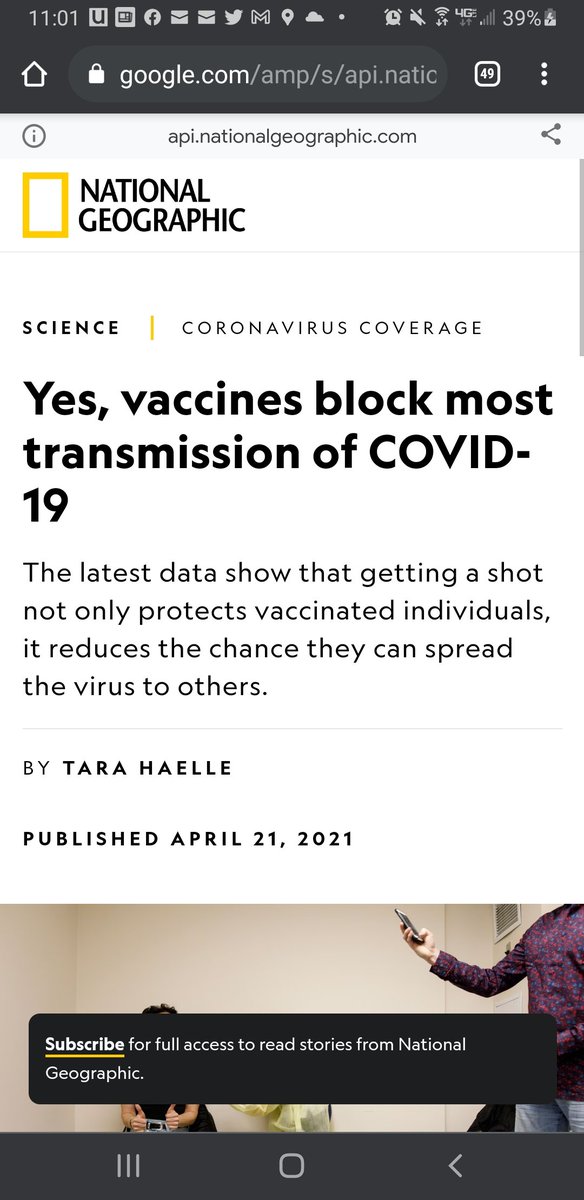 11:01 39%
49
google.com/amp/s/api.natic
api.nationalgeographic.com
NATIONAL
GEOGRAPHIC
SCIENCE | CORONAVIRUS COVERAGE
Yes, vaccines block most
transmission of COVID-
19
The latest data show that getting a shot
not only protects vaccinated individuals,
it reduces the chance they can spread
the virus to others.
BY TARA HAELLE
PUBLISHED APRIL 21, 2021
Subscribe for full access to read stories from National
Geographic.